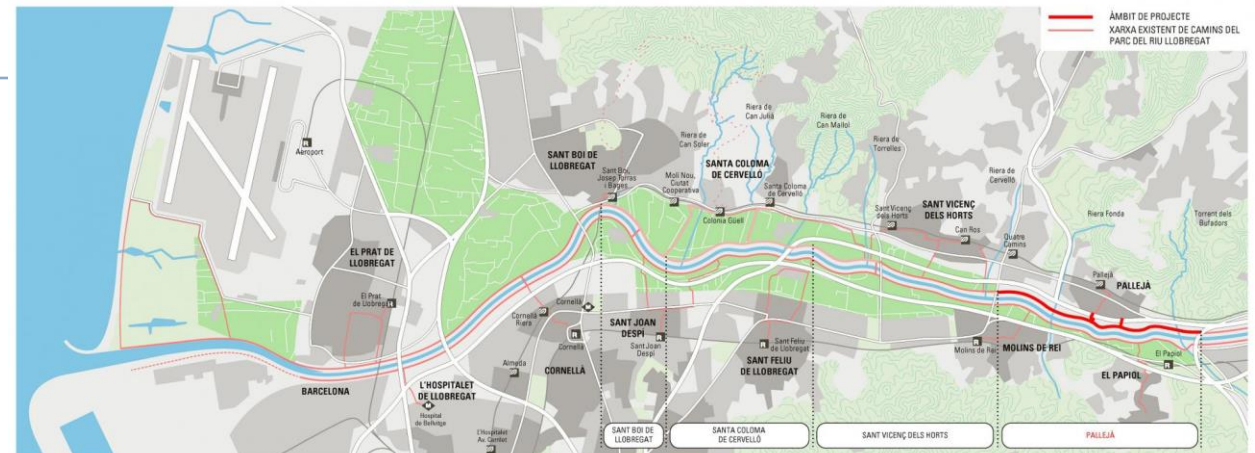 ÀMBIT DE PROJECTE
XARXA EXISTENT DE CAMINS DEL
PARC DEL RIU LLOBREGAT
Aeroport
EL PRAT DE
LLOBREGAT
El Prat
de Llobregat
BARCELONA
L'HOSPITALET
DE LLOBREGAT
Hospital
de Bellvitge
L'Hospitalet
Av. Carrilet
Almeda
Cornellà
Riera
Cornellà
Cornellà
CORNELLÀ
SANT BOI DE
LLOBREGAT
Sant Boi,
Josep Torras
i Bages
Molí Nou,
Ciutat
Cooperativa
Riera de
Can Soler
Riera de
Can Julià
SANTA COLOMA
DE CERVELLÓ
Colònia Güell
Santa Coloma
de Cervelló
Riera de
Can Mallol
Riera de
Torrelles
SANT VICENÇ
DELS HORTS
Sant Vicenç
dels Horts
Can Ros
Riera de
Cervelló
Quatre
Camins
Riera Fonda
Torrent dels
Bufadors
Pallejà
PALLEJÀ
SANT JOAN
DESPÍ
Sant Joan
Despí
Sant Feliu
de Llobregat
SANT FELIU
DE LLOBREGAT
Molins de Rei
MOLINS DE REI
El Papiol
EL PAPIOL
SANT BOI DE
LLOBREGAT
SANTA COLOMA
DE CERVELLÓ
SANT VICENÇ DELS HORTS
PALLEJÀ